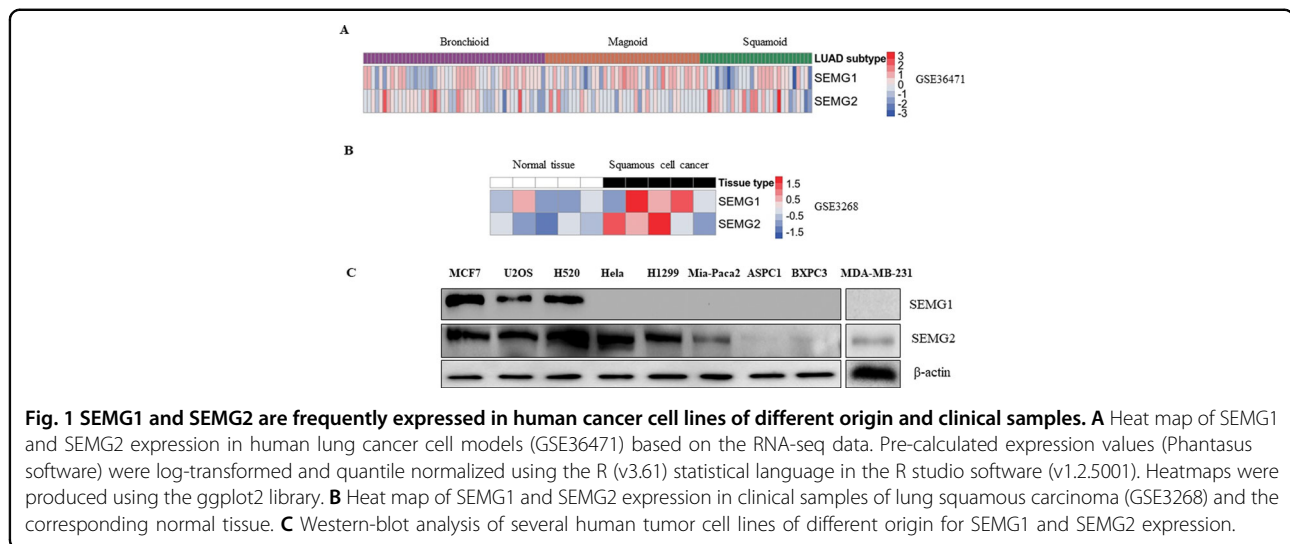 A
Bronchioid Magnoid Squamoid
LUAD subtype
SEMG1
SEMG2
3
2
1
0
-1
-2
-3
GSE36471
B
Normal tissue Squamous cell cancer
Tissue type
SEMG1
SEMG2
1.5
0.5
-0.5
-1.5
GSE3268
C
MCF7 U2OS H520 Hela H1299 Mia-Paca2 ASPC1 BXPC3 MDA-MB-231
SEMG1
SEMG2
β-actin
Fig. 1 SEMG1 and SEMG2 are frequently expressed in human cancer cell lines of different origin and clinical samples. A Heat map of SEMG1
and SEMG2 expression in human lung cancer cell models (GSE36471) based on the RNA-seq data. Pre-calculated expression values (Phantasus
software) were log-transformed and quantile normalized using the R (v3.61) statistical language in the R studio software (v1.2.5001). Heatmaps were
produced using the ggplot2 library. B Heat map of SEMG1 and SEMG2 expression in clinical samples of lung squamous carcinoma (GSE3268) and the
corresponding normal tissue. C Western-blot analysis of several human tumor cell lines of different origin for SEMG1 and SEMG2 expression.